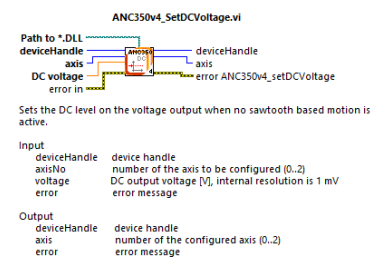 ANC350v4_SetDCVoltage.vi
Path to *.DLL
deviceHandle
axis
DC voltage
error in
ANC350
DC
4
deviceHandle
axis
error ANC350v4_setDCVoltage
Sets the DC level on the voltage output when no sawtooth based motion is
active.
Input
deviceHandle device handle
axisNo number of the axis to be configured (0..2)
voltage DC output voltage [V], internal resolution is 1 mV
error error message
Output
deviceHandle device handle
axis number of the configured axis (0..2)
error error message